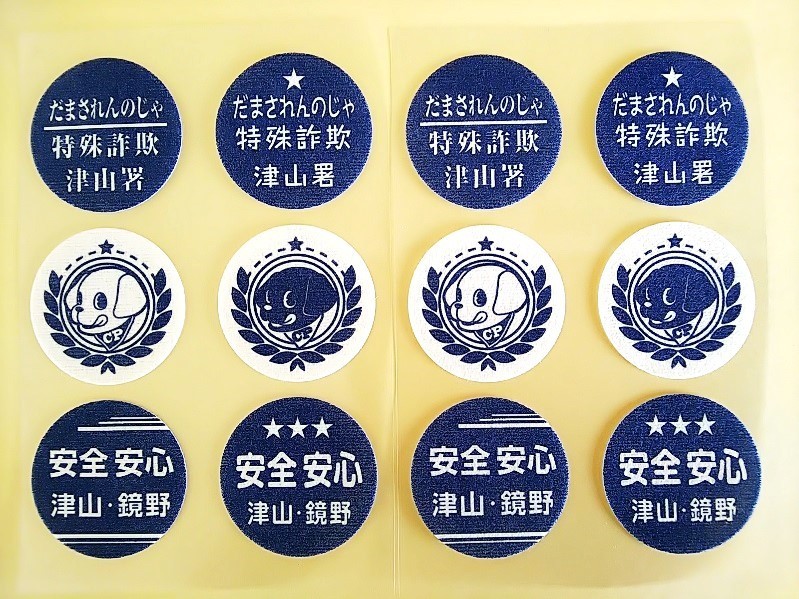 だまされんのじゃ
特殊詐欺
津山署
★
だまされんのじゃ
特殊詐欺
津山署
だまされんのじゃ
特殊詐欺
津山署
★
だまされんのじゃ
特殊詐欺
津山署
CP
CP
安全安心
津山・鏡野
★★★
安全安心
津山・鏡野
安全安心
津山・鏡野
★★★
安全安心
津山・鏡野